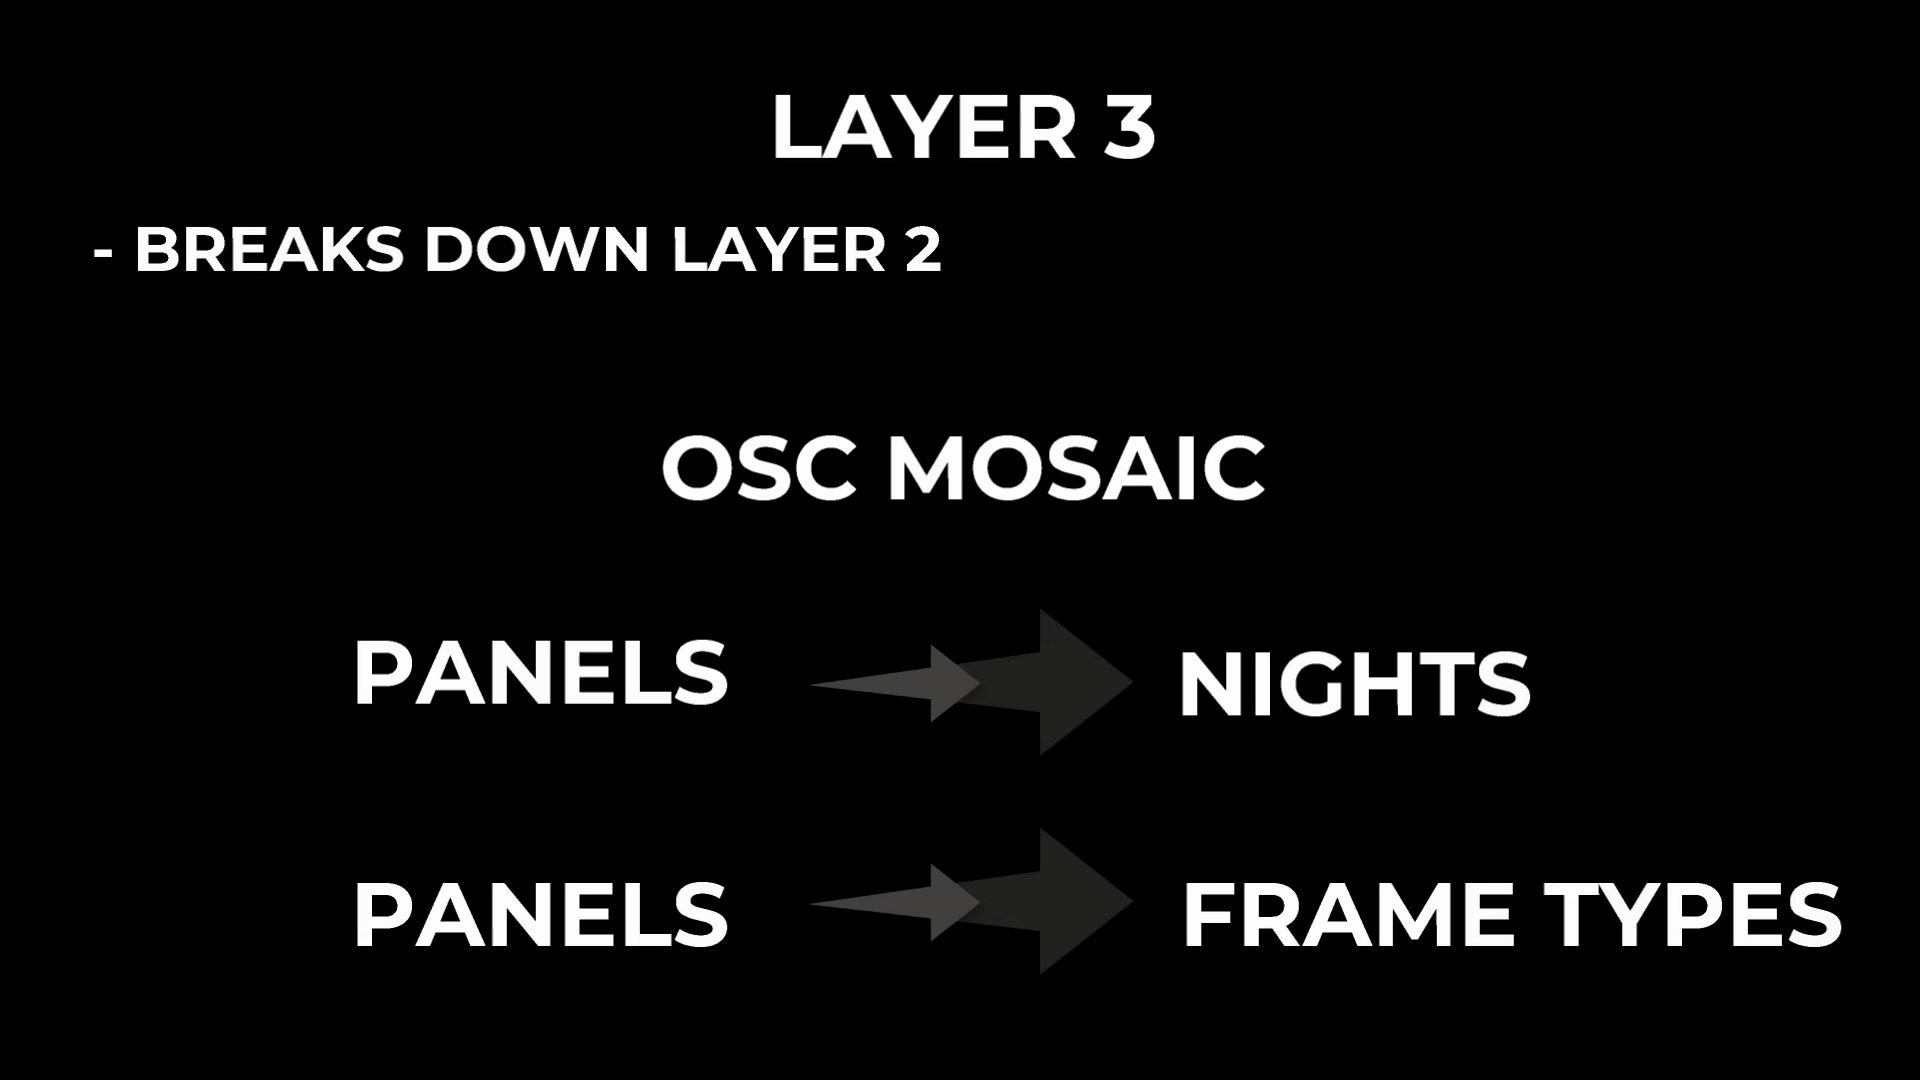 LAYER 3
- BREAKS DOWN LAYER 2
OSC MOSAIC
PANELS NIGHTS
PANELS FRAME TYPES